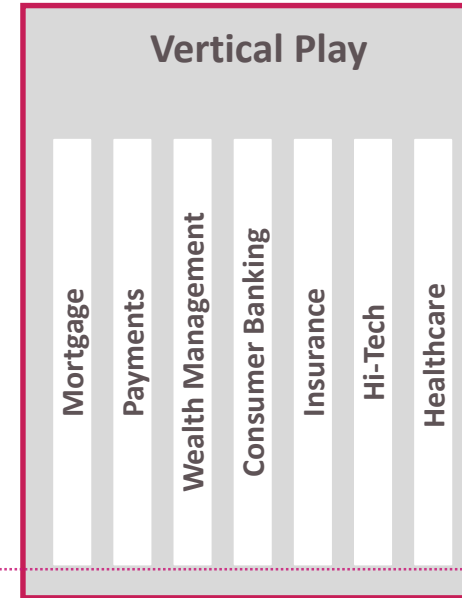 Vertical Play
Mortgage
Payments
Wealth Management
Consumer Banking
Insurance
Hi-Tech
Healthcare